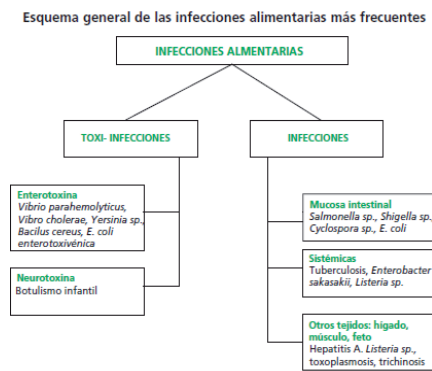 Esquema general de las infecciones alimentarias más frecuentes
INFECCIONES ALMENTARIAS
TOXI- INFECCIONES
INFECCIONES
Enterotoxina
Vibrio parahemolyticus,
Vibro cholerae, Yersinia sp.,
Bacilus cereus, E. coli
enterotoxivénica
Neurotoxina
Botulismo infantil
Mucosa intestinal
Salmonella sp., Shigella sp.,
Cyclospora sp., E. coli
Sistémicas
Tuberculosis, Enterobacter
sakasakii, Listeria sp.
Otros tejidos: hígado,
músculo, feto
Hepatitis A. Listeria sp.,
toxoplasmosis, trichinosis